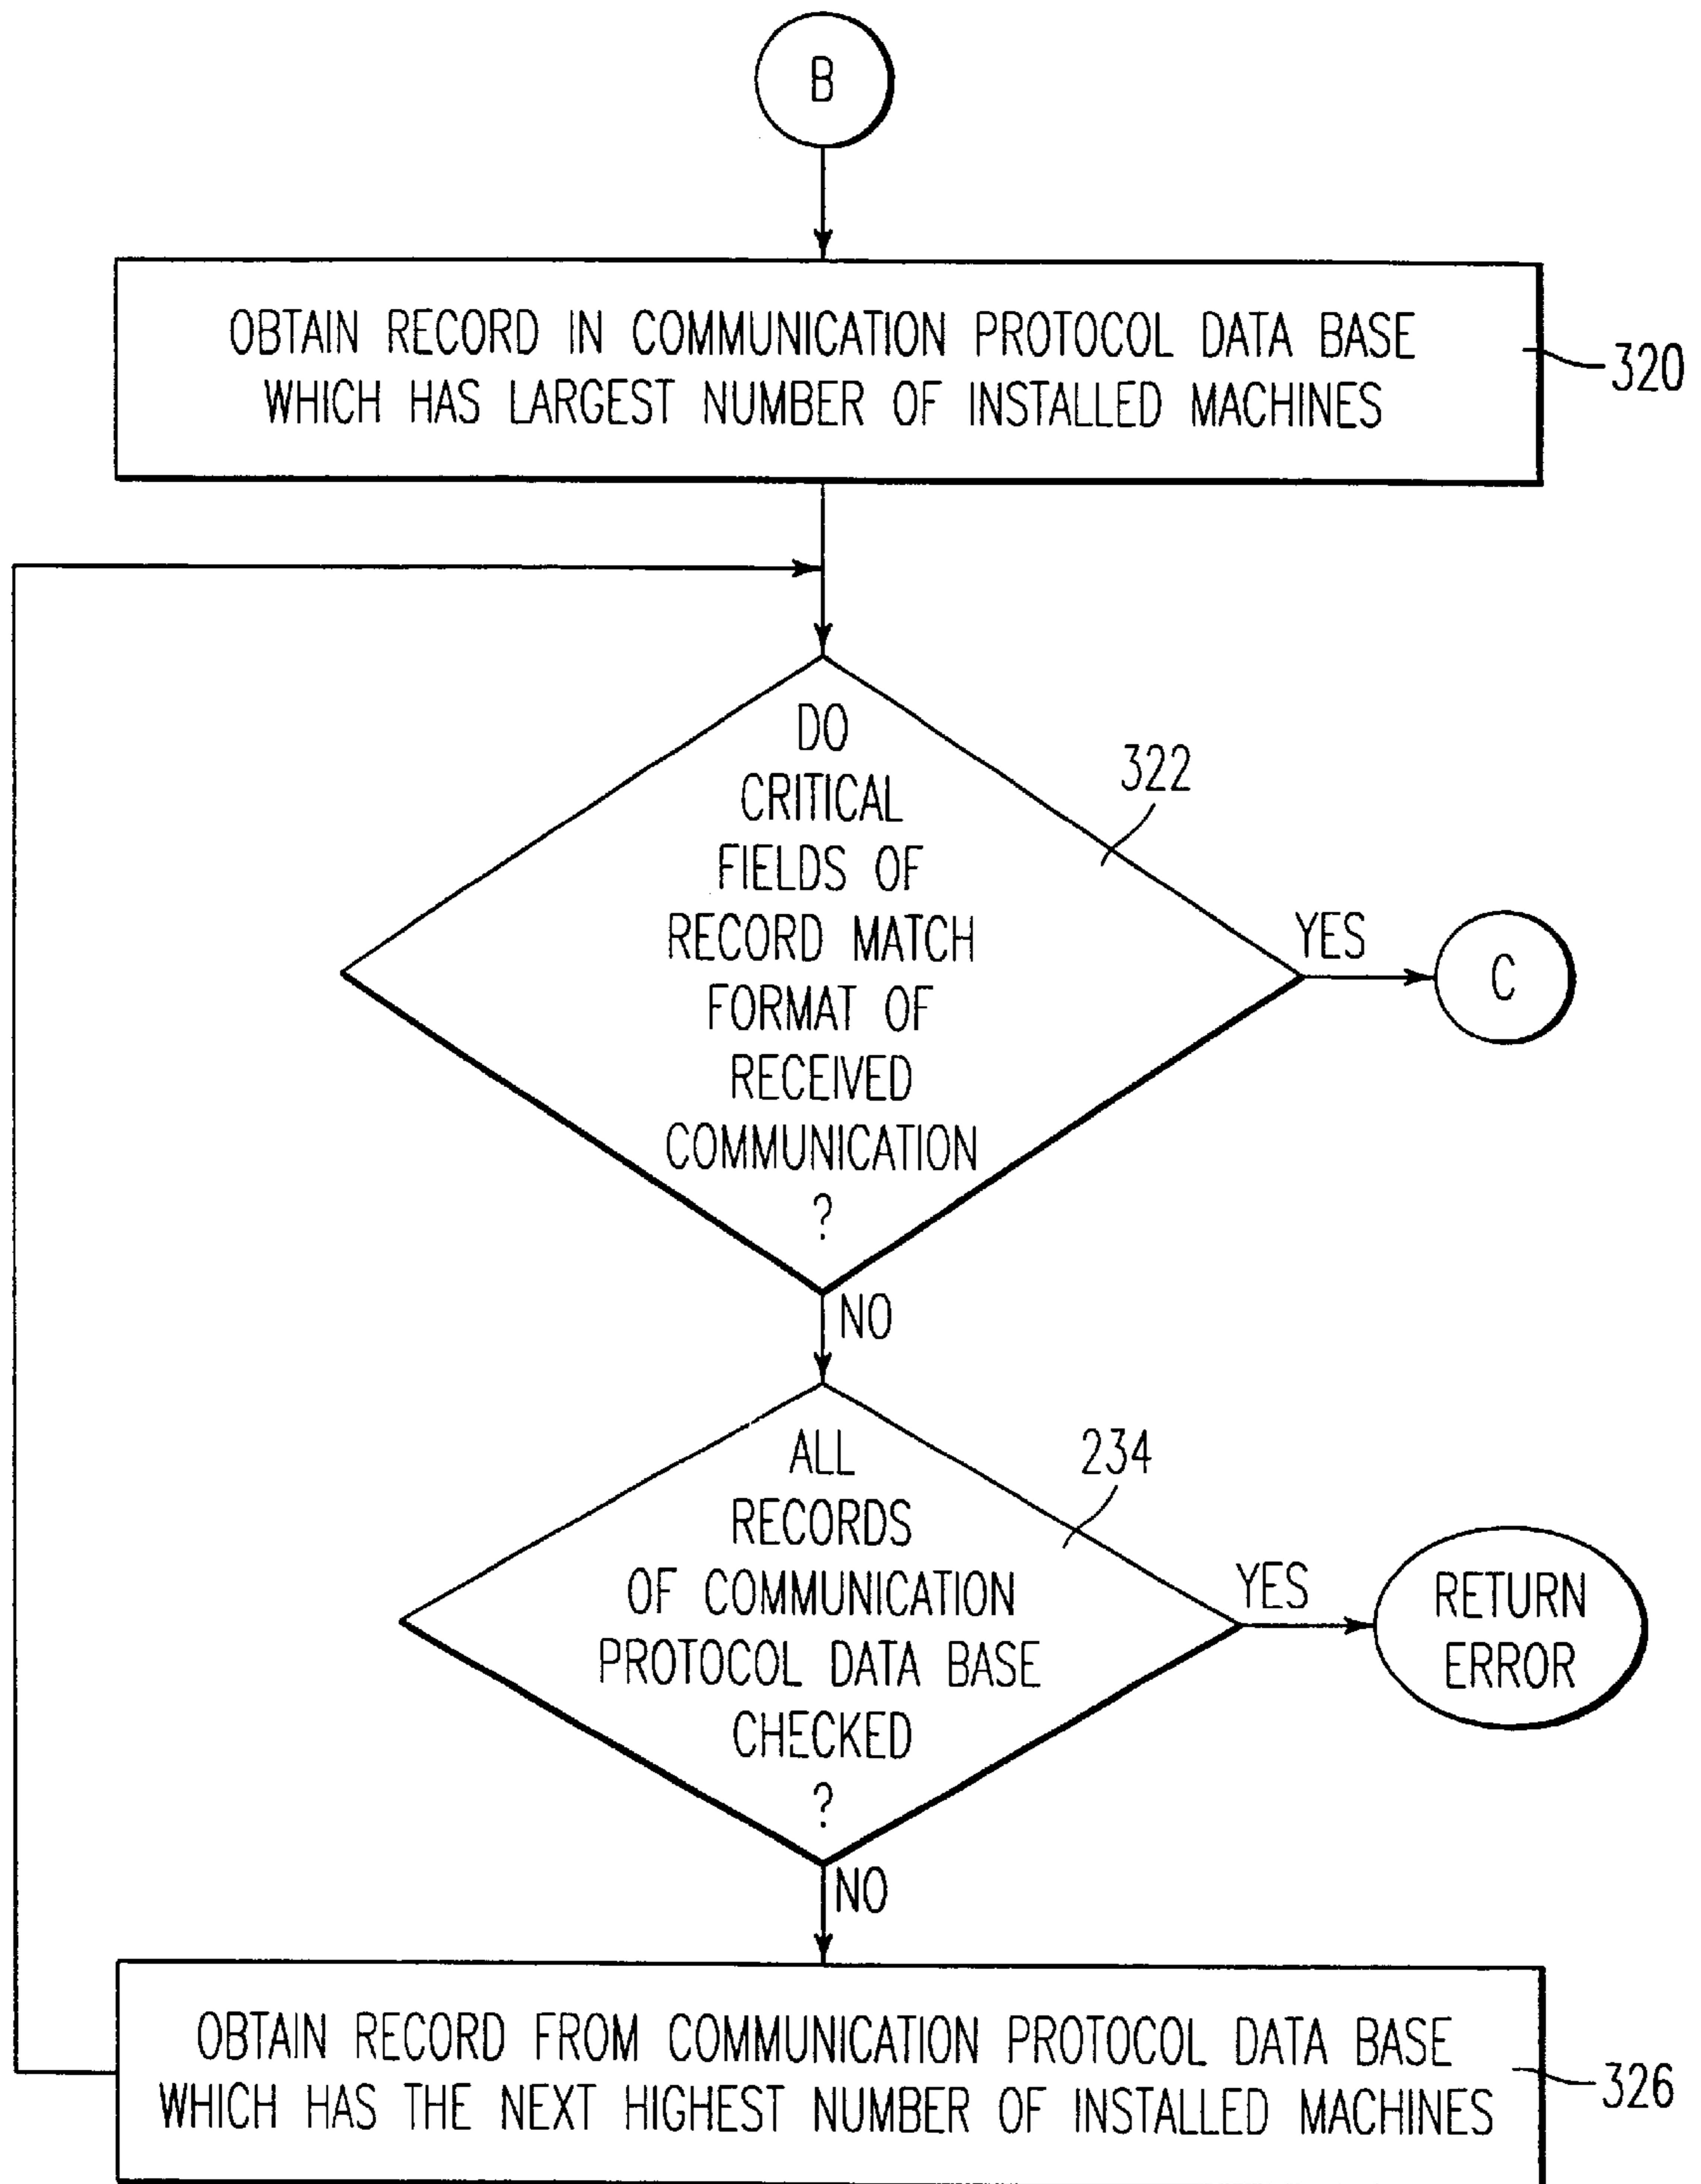 B
OBTAIN RECORD IN COMMUNICATION PROTOCOL DATA BASE
WHICH HAS LARGEST NUMBER OF INSTALLED MACHINES
320
DO
CRITICAL
FIELDS OF
RECORD MATCH
FORMAT OF
RECEIVED
COMMUNICATION
?
322
YES
C
NO
ALL
RECORDS
OF COMMUNICATION
PROTOCOL DATA BASE
CHECKED
?
234
YES
RETURN
ERROR
NO
OBTAIN RECORD FROM COMMUNICATION PROTOCOL DATA BASE
WHICH HAS THE NEXT HIGHEST NUMBER OF INSTALLED MACHINES
326